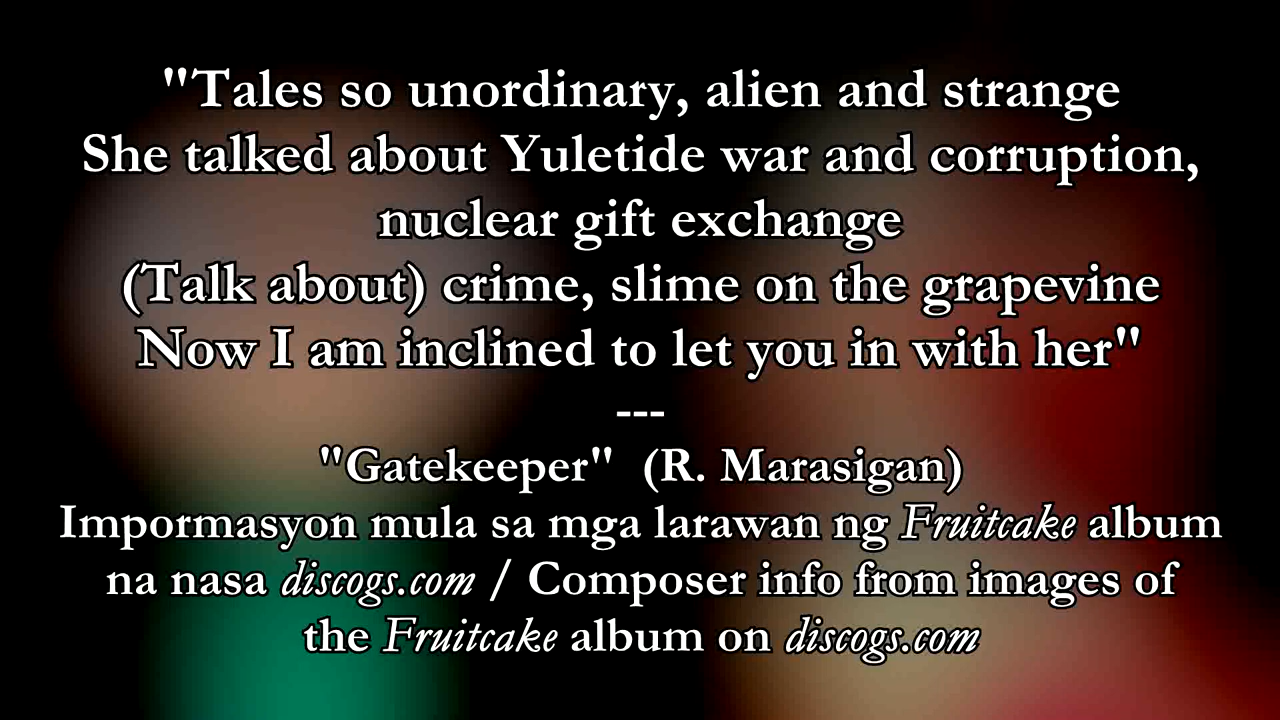 "Tales so unordinary, alien and strange
She talked about Yuletide war and corruption,
nuclear gift exchange
(Talk about) crime, slime on the grapevine
Now I am inclined to let you in with her"
---
"Gatekeeper"  (R. Marasigan)
Impormasyon mula sa mga larawan ng Fruitcake album
na nasa discogs.com / Composer info from images of
the Fruitcake album on discogs.com